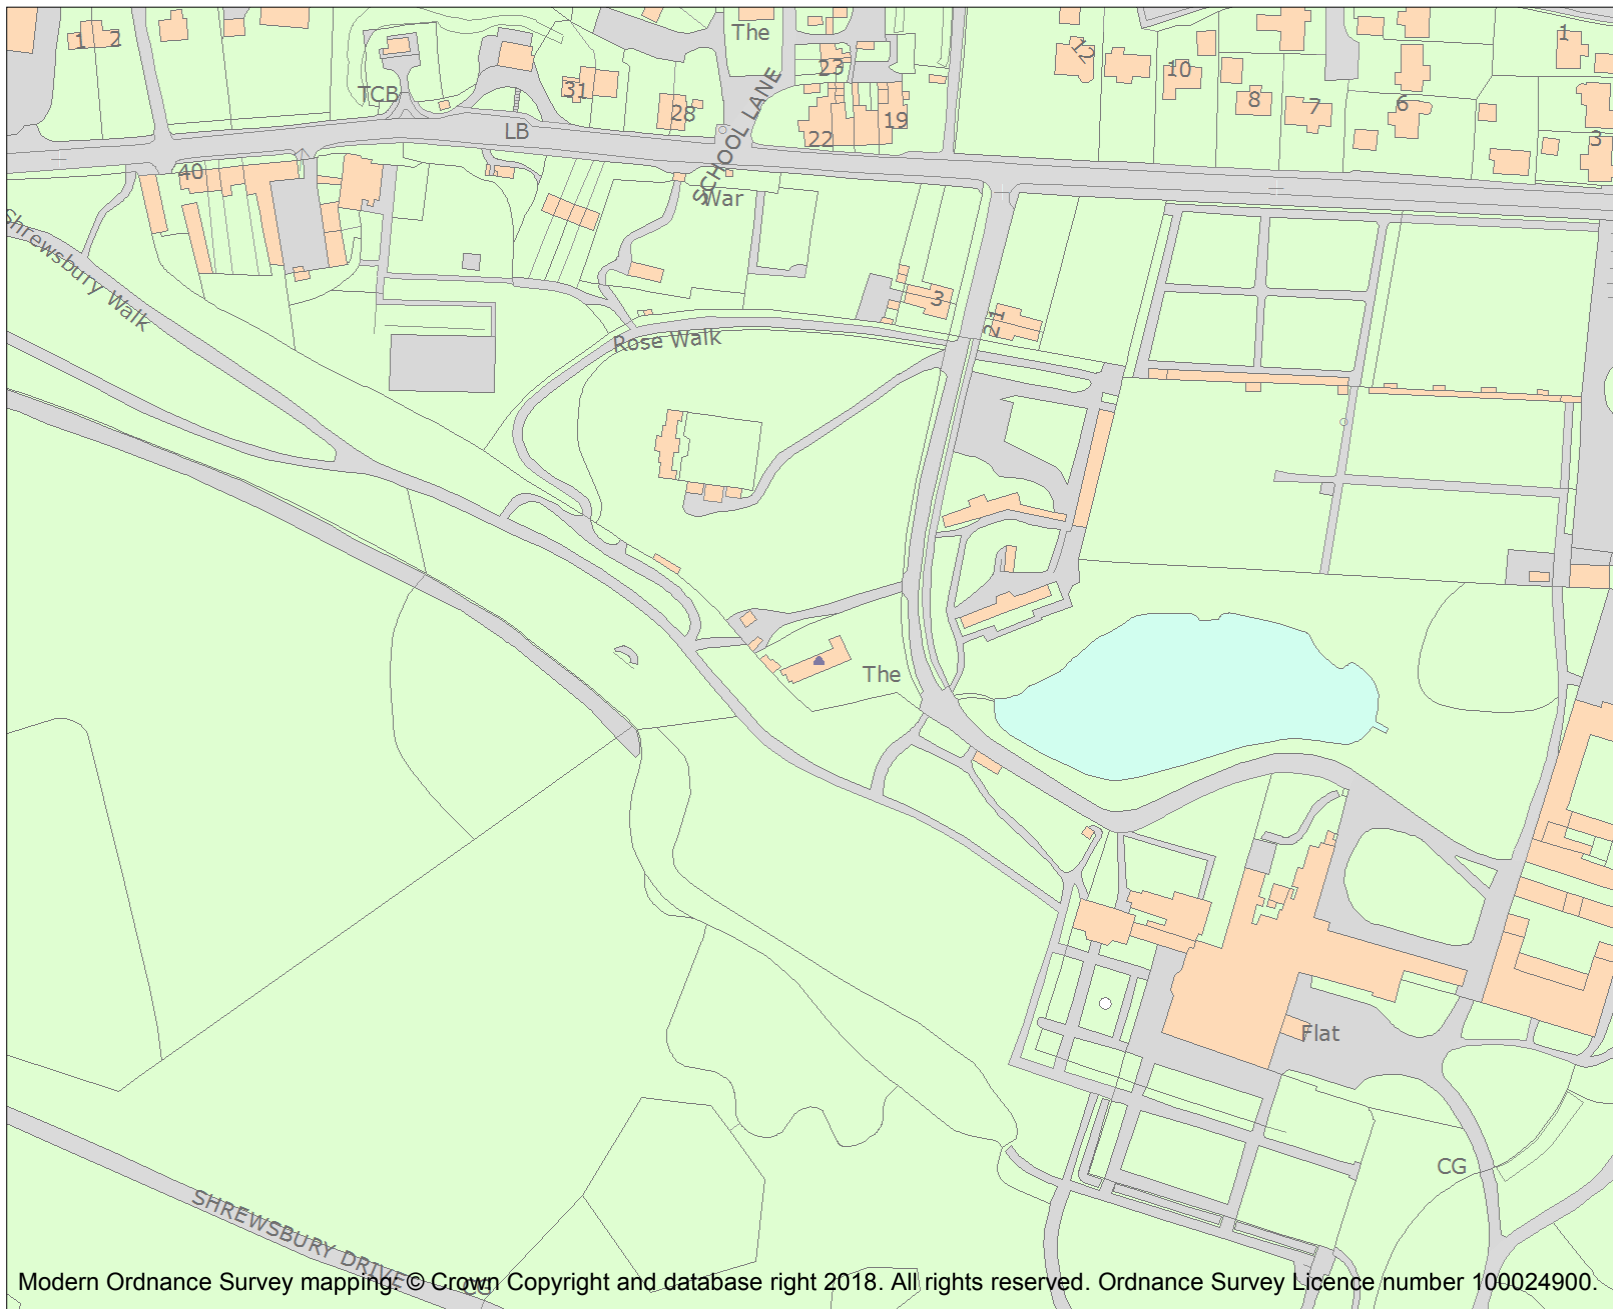 1 2
The
12
1
TCB
31
28
23
10
8
7
6
3
LB
22
19
SCHOOL LANE
40
War
Shrewsbury Walk
3
21
Rose Walk
The
Flat
CG
SHREWSBURY DRIVE
CG
Modern Ordnance Survey mapping: © Crown Copyright and database right 2018. All rights reserved. Ordnance Survey Licence number 100024900.